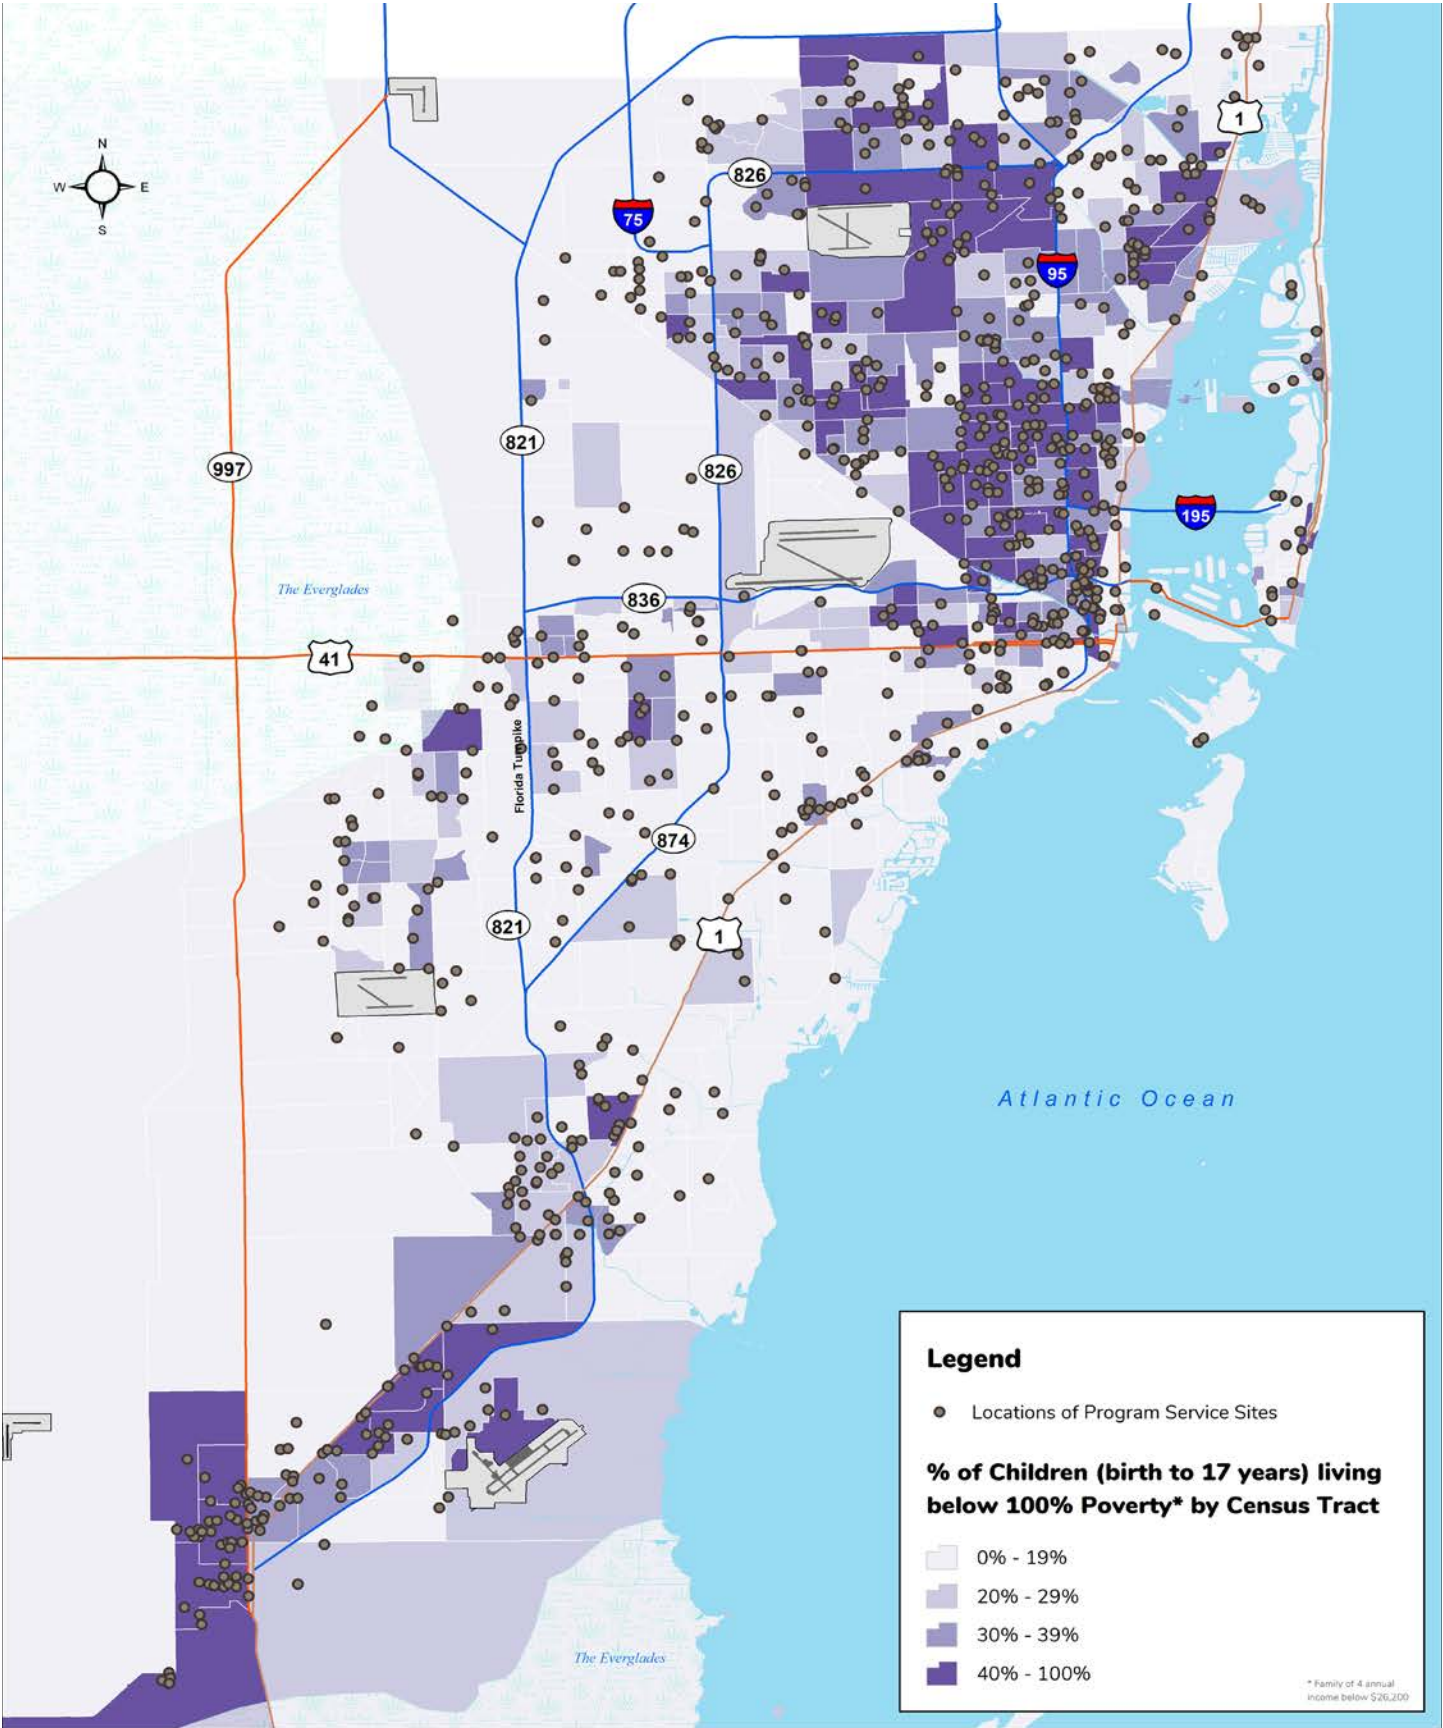 1
N
826
W E
S
75
95
821
997
826
195
The Everglades
836
41
Florida Turnpike
874
821
1
Atlantic Ocean
Legend
Locations of Program Service Sites
% of Children (birth to 17 years) living
below 100% Poverty* by Census Tract
0% - 19%
20% - 29%
30% - 39%
The Everglades
40% - 100%
* Family of 4 annual
income below $26,200